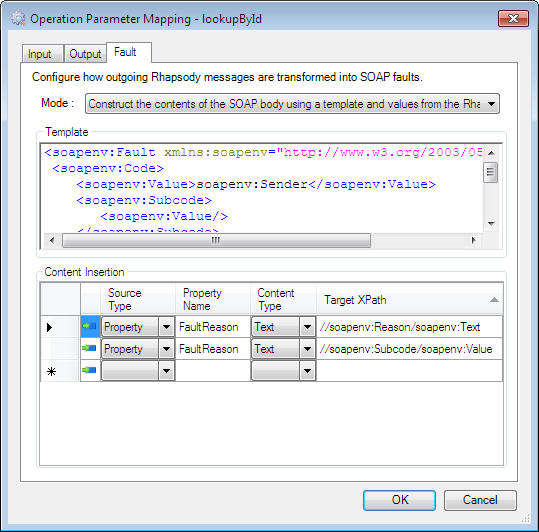 Operation Parameter Mapping - lookupById
Input Output Fault
Configure how outgoing Rhapsody messages are transformed into SOAP faults.
Mode : Construct the contents of the SOAP body using a template and values from the Rha
Template
<soapenv:Fault xmlns:soapenv="http://www.w3.org/2003/05
<soapenv:Code>
<soapenv:Value>soapenv:Sender</soapenv:Value>
<soapenv:Subcode>
<soapenv:Value/>
</soapenv:Subcode>
Content Insertion
Source Type Property Name Content Type Target XPath
Property FaultReason Text //soapenv:Reason/soapenv:Text
Property FaultReason Text //soapenv:Subcode/soapenv:Value
OK Cancel